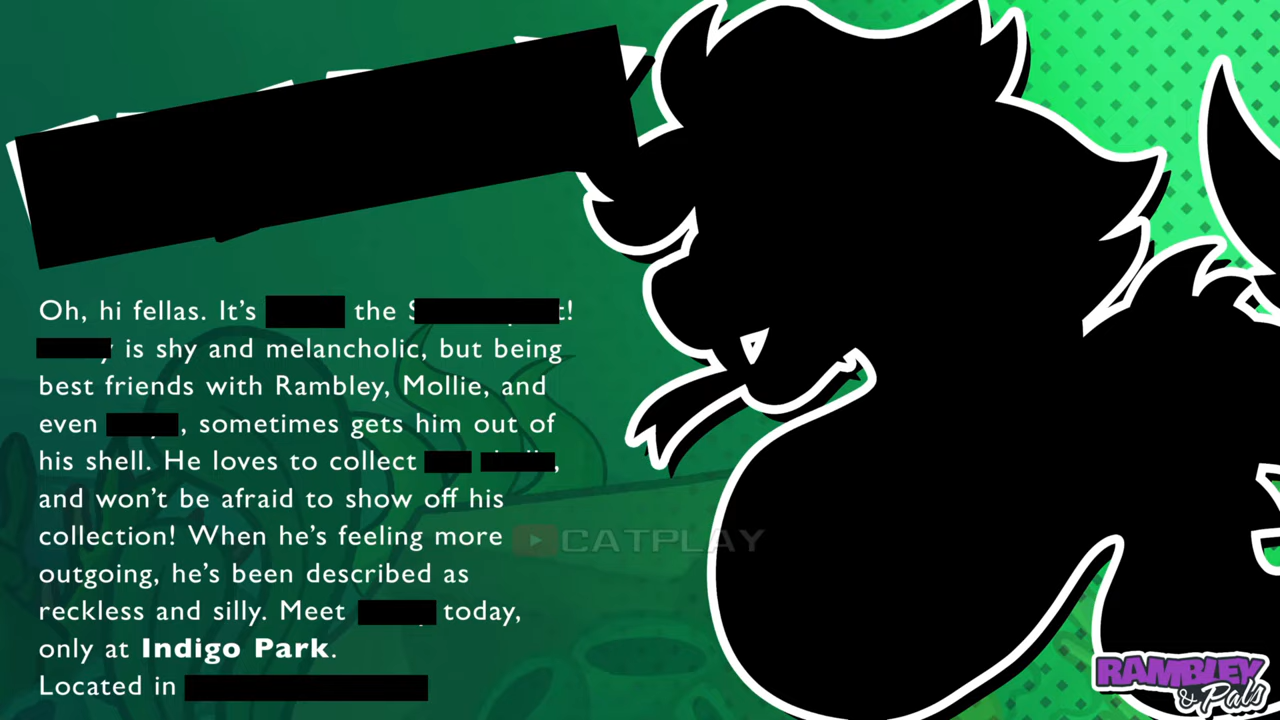 Oh, hi fellas. It's the S t!
y is shy and melancholic, but being
best friends with Rambley, Mollie, and
even , sometimes gets him out of
his shell. He loves to collect ,
and won't be afraid to show off his
collection! When he's feeling more
outgoing, he's been described as
reckless and silly. Meet today,
only at Indigo Park.
Located in
CATPLAY
RAMBLEY
& Pals